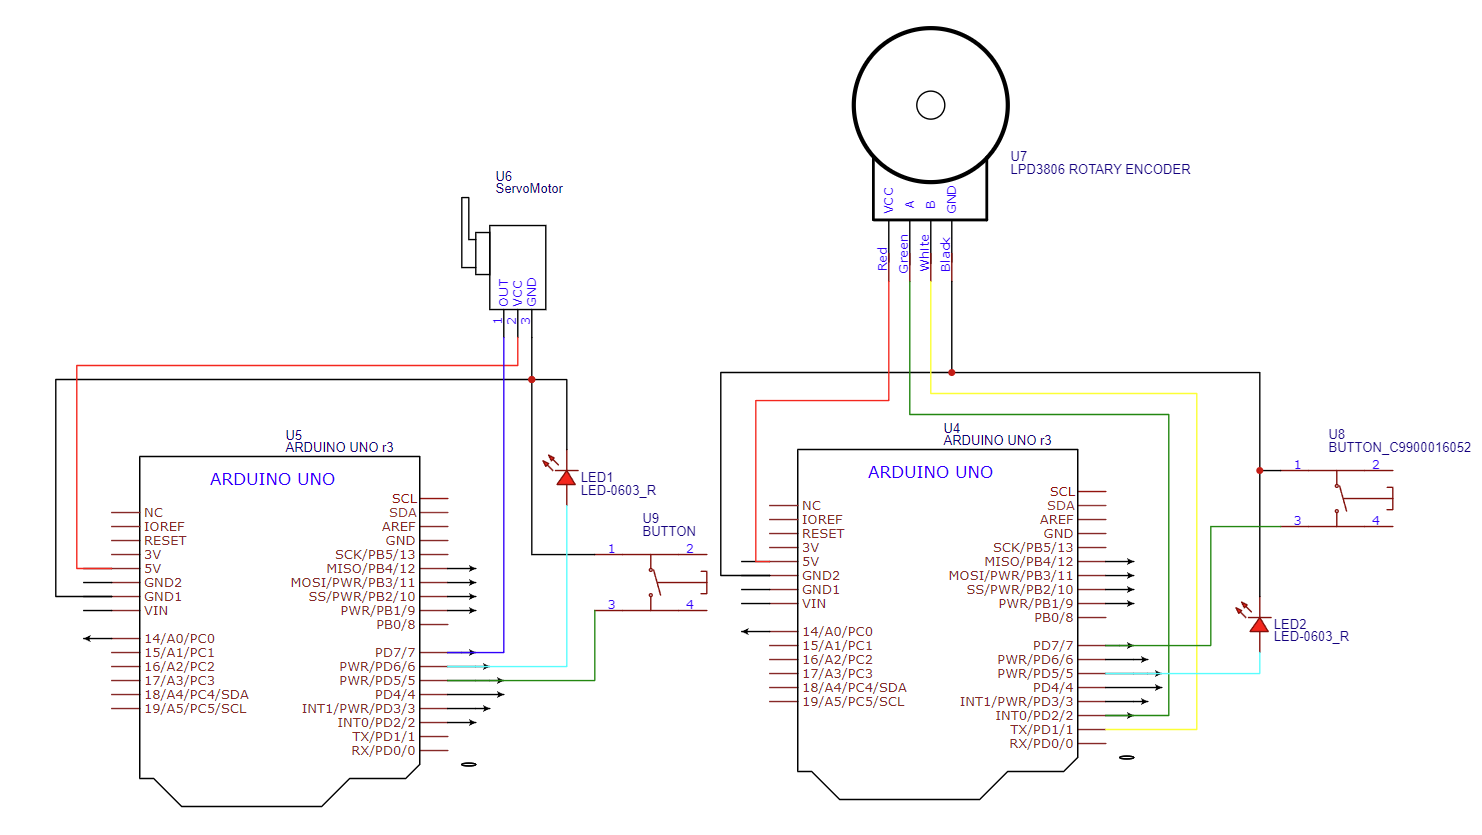 U7
LPD3806 ROTARY ENCODER
VCC
A
B
GND
Red
Green
White
Black
U6
ServoMotor
OUT
VCC
GND
1
2
3
U5
ARDUINO UNO r3
ARDUINO UNO
NC
IOREF
RESET
3V
5V
GND2
GND1
VIN
14/A0/PC0
15/A1/PC1
16/A2/PC2
17/A3/PC3
18/A4/PC4/SDA
19/A5/PC5/SCL
SCL
SDA
AREF
GND
SCK/PB5/13
MISO/PB4/12
MOSI/PWR/PB3/11
SS/PWR/PB2/10
PWR/PB1/9
PB0/8
PD7/7
PWR/PD6/6
PWR/PD5/5
PD4/4
INT1/PWR/PD3/3
INT0/PD2/2
TX/PD1/1
RX/PD0/0
LED1
LED-0603_R
U9
BUTTON
1
2
3
4
U4
ARDUINO UNO r3
ARDUINO UNO
NC
IOREF
RESET
3V
5V
GND2
GND1
VIN
14/A0/PC0
15/A1/PC1
16/A2/PC2
17/A3/PC3
18/A4/PC4/SDA
19/A5/PC5/SCL
SCL
SDA
AREF
GND
SCK/PB5/13
MISO/PB4/12
MOSI/PWR/PB3/11
SS/PWR/PB2/10
PWR/PB1/9
PB0/8
PD7/7
PWR/PD6/6
PWR/PD5/5
PD4/4
INT1/PWR/PD3/3
INT0/PD2/2
TX/PD1/1
RX/PD0/0
U8
BUTTON_C9900016052
1
2
3
4
LED2
LED-0603_R